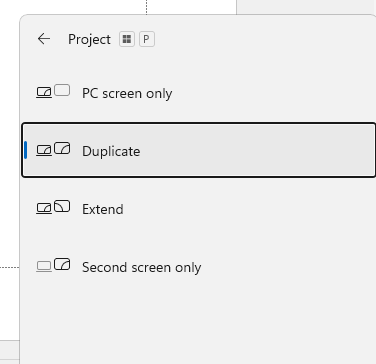 Project P
PC screen only
Duplicate
Extend
Second screen only